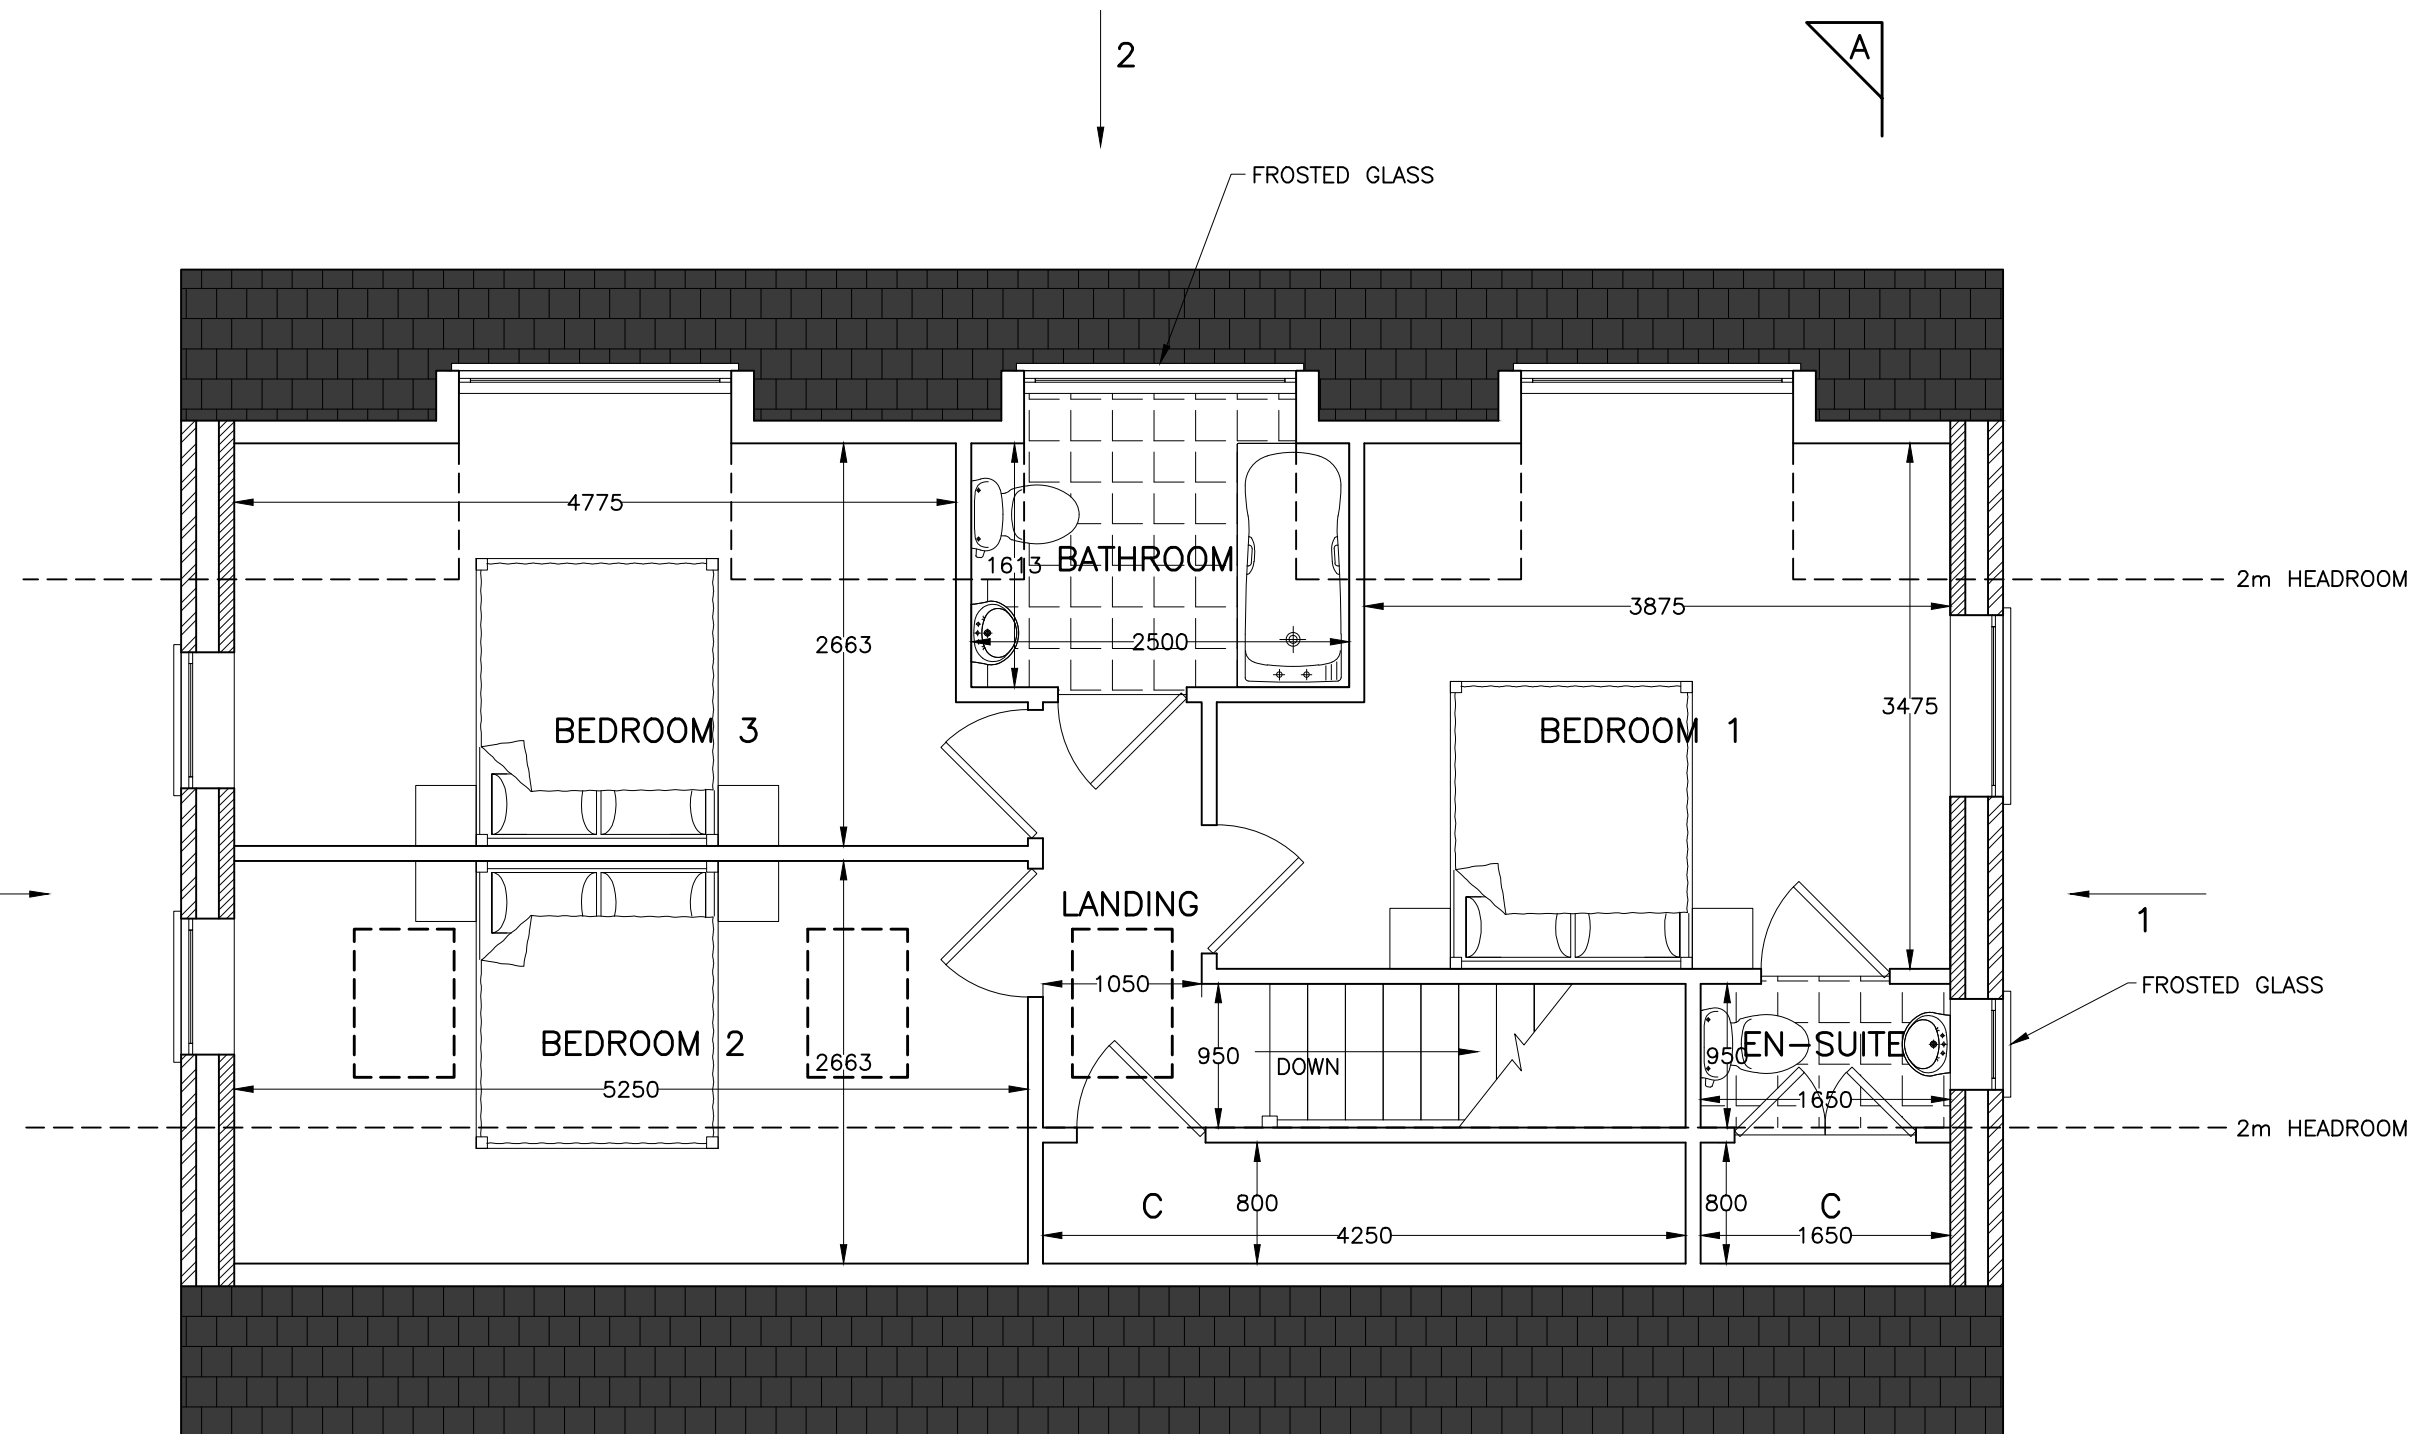 2
A
FROSTED GLASS
4775
1613
BATHROOM
2m HEADROOM
3875
2663
2500
BEDROOM 3
BEDROOM 1
3475
LANDING
1
1050
FROSTED GLASS
BEDROOM 2
2663
950
DOWN
950
EN-SUITE
5250
1650
2m HEADROOM
C
800
800
C
4250
1650